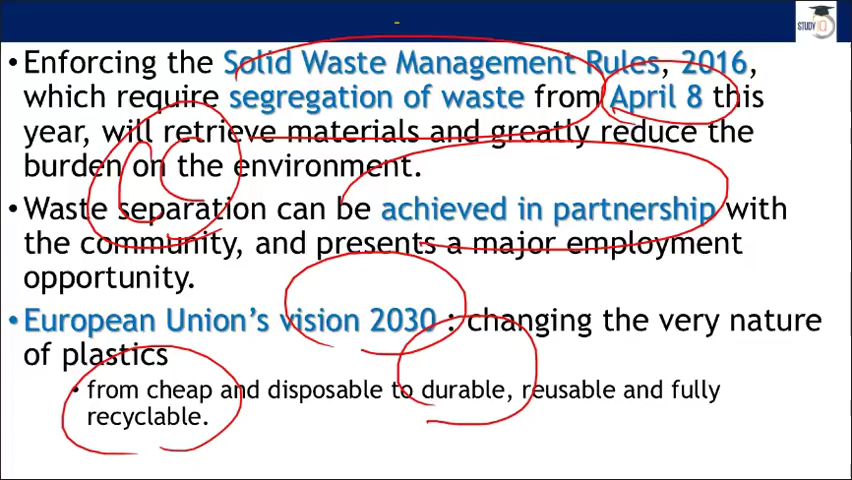 -
STUDY IQ
• Enforcing the Solid Waste Management Rules, 2016,
which require segregation of waste from April 8 this
year, will retrieve materials and greatly reduce the
burden on the environment.
• Waste separation can be achieved in partnership with
the community, and presents a major employment
opportunity.
• European Union's vision 2030 : changing the very nature
of plastics
• from cheap and disposable to durable, reusable and fully
recyclable.